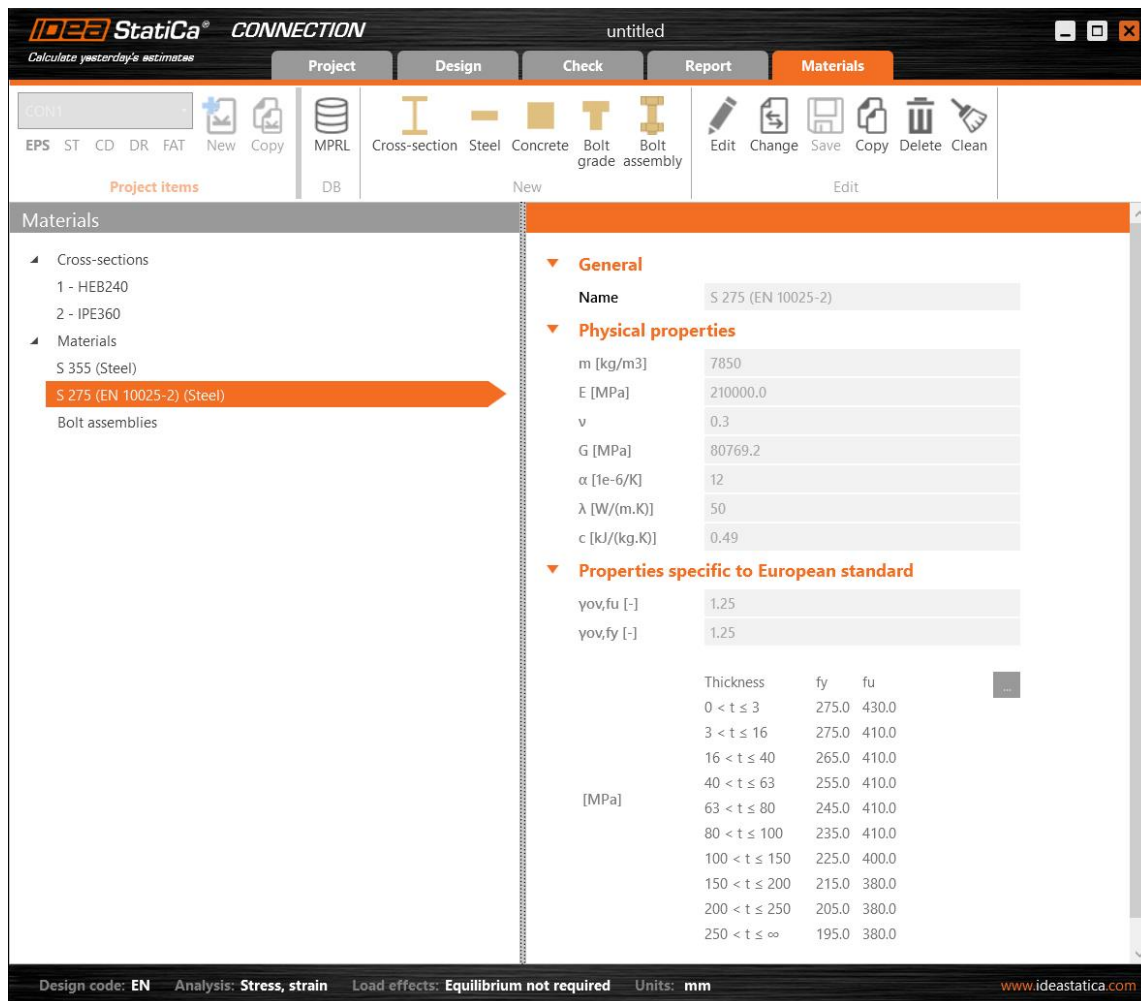 IDEA StatiCa® CONNECTION
untitled
Calculate yesterday's estimates
Project Design Check Report Materials
CON1
EPS ST CD DR FAT New Copy
MPRL
Cross-section Steel Concrete Bolt grade Bolt assembly
Edit Change Save Copy Delete Clean
Project items DB New Edit
Materials
Cross-sections
1 - HEB240
2 - IPE360
Materials
S 355 (Steel)
S 275 (EN 10025-2) (Steel)
Bolt assemblies
General
Name S 275 (EN 10025-2)
Physical properties
m [kg/m3] 7850
E [MPa] 210000.0
ν 0.3
G [MPa] 80769.2
α [1e-6/K] 12
λ [W/(m.K)] 50
c [kJ/(kg.K)] 0.49
Properties specific to European standard
γov,fu [-] 1.25
γov,fy [-] 1.25
Thickness fy fu ...
0 < t ≤ 3 275.0 430.0
3 < t ≤ 16 275.0 410.0
16 < t ≤ 40 265.0 410.0
40 < t ≤ 63 255.0 410.0
[MPa]
63 < t ≤ 80 245.0 410.0
80 < t ≤ 100 235.0 410.0
100 < t ≤ 150 225.0 400.0
150 < t ≤ 200 215.0 380.0
200 < t ≤ 250 205.0 380.0
250 < t ≤ ∞ 195.0 380.0
Design code: EN Analysis: Stress, strain Load effects: Equilibrium not required Units: mm www.ideastatica.com